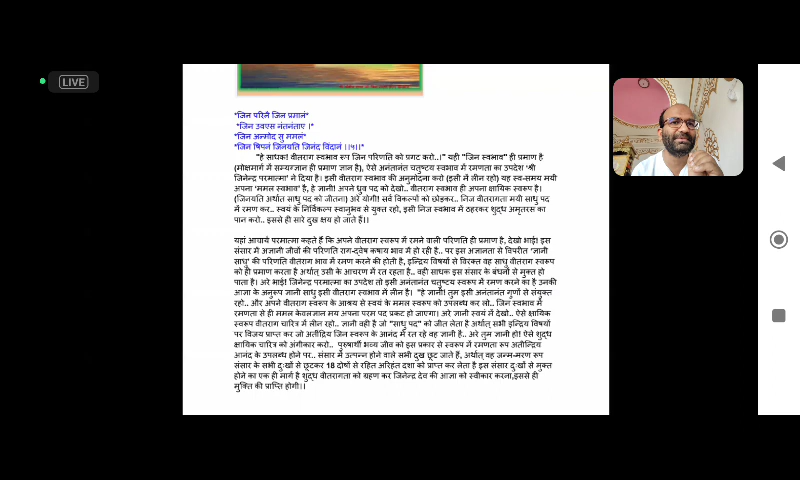 LIVE
*जिन परिनै जिन प्रमानं*
*जिन उवएस नंतनंताए ।*
*जिन अन्मोद सु ममलं*
*जिन षिपनं जिनयति जिनंद विंदानं ।।५।।*
"हे साधक! वीतराग स्वभाव रूप जिन परिणति को प्रगट करो..।" यही "जिन स्वभाव" ही प्रमाण है
(मोक्षमार्ग में सम्यग्ज्ञान ही प्रमाण ज्ञान है), ऐसे अनंतानंत चतुष्टय स्वभाव में रमणता का उपदेश 'श्री
जिनेन्द्र परमात्मा' ने दिया है। इसी वीतराग स्वभाव की अनुमोदना करो (इसी में लीन रहो) यह स्व-समय मयी
अपना 'ममल स्वभाव' है, हे ज्ञानी! अपने ध्रुव पद को देखो.. वीतराग स्वभाव ही अपना क्षायिक स्वरूप है।
(जिनयति अर्थात साधु पद को जीतना) अरे योगी! सर्व विकल्पों को छोड़कर.. निज वीतरागता मयी साधु पद
में रमण कर.. स्वयं के निर्विकल्प स्वानुभव से युक्त रहो, इसी निज स्वभाव में ठहरकर शुद्ध अमृतरस का
पान करो.. इससे ही सारे दुख क्षय हो जाते हैं।।
यहां आचार्य परमात्मा कहते हैं कि अपने वीतराग स्वरूप में रमने वाली परिणति ही प्रमाण है, देखो भाई! इस
संसार में अज्ञानी जीवों की परिणति राग-द्वेष कषाय भाव में हो रही है.. पर इस अज्ञानता से विपरीत 'ज्ञानी
साधु' की परिणति वीतराग भाव में रमण करने की होती है, इन्द्रिय विषयों से विरक्त वह साधु वीतराग स्वरूप
को ही प्रमाण करता है अर्थात् उसी के आचरण में रत रहता है.. वही साधक इस संसार के बंधनों से मुक्त हो
पाता है। अरे भाई! जिनेन्द्र परमात्मा का उपदेश तो इसी अनंतानंत चतुष्टय स्वरूप में रमण करने का है उनकी
आज्ञा के अनुरूप ज्ञानी साधु इसी वीतराग स्वभाव में लीन है। "हे ज्ञानी! तुम इसी अनंतानंत गुणों से संयुक्त
रहो.. और अपने वीतराग स्वरूप के आश्रय से स्वयं के ममल स्वरूप को उपलब्ध कर लो.. जिन स्वभाव में
रमणता से ही ममल केवलज्ञान मय अपना परम पद प्रकट हो जाएगा। अरे ज्ञानी स्वयं में देखो.. ऐसे क्षायिक
स्वरूप वीतराग चारित्र में लीन रहो.. ज्ञानी वही है जो "साधु पद" को जीत लेता है अर्थात् सभी इन्द्रिय विषयों
पर विजय प्राप्त कर जो अतींद्रिय जिन स्वरूप के आनंद में रत रहे वह ज्ञानी है.. अरे तुम ज्ञानी हो! ऐसे शुद्ध
क्षायिक चारित्र को अंगीकार करो.. पुरुषार्थी भव्य जीव को इस प्रकार से स्वरूप में रमणता रूप अतीन्द्रिय
आनंद के उपलब्ध होने पर.. संसार में उत्पन्न होने वाले सभी दुख छूट जाते हैं, अर्थात् वह जन्म-मरण रूप
संसार के सभी दुःखों से छूटकर 18 दोषों से रहित अरिहंत दशा को प्राप्त कर लेता है इस संसार दुःखों से मुक्त
होने का एक ही मार्ग है शुद्ध वीतरागता को ग्रहण कर जिनेन्द्र देव की आज्ञा को स्वीकार करना,इससे ही
मुक्ति की प्राप्ति होगी।।